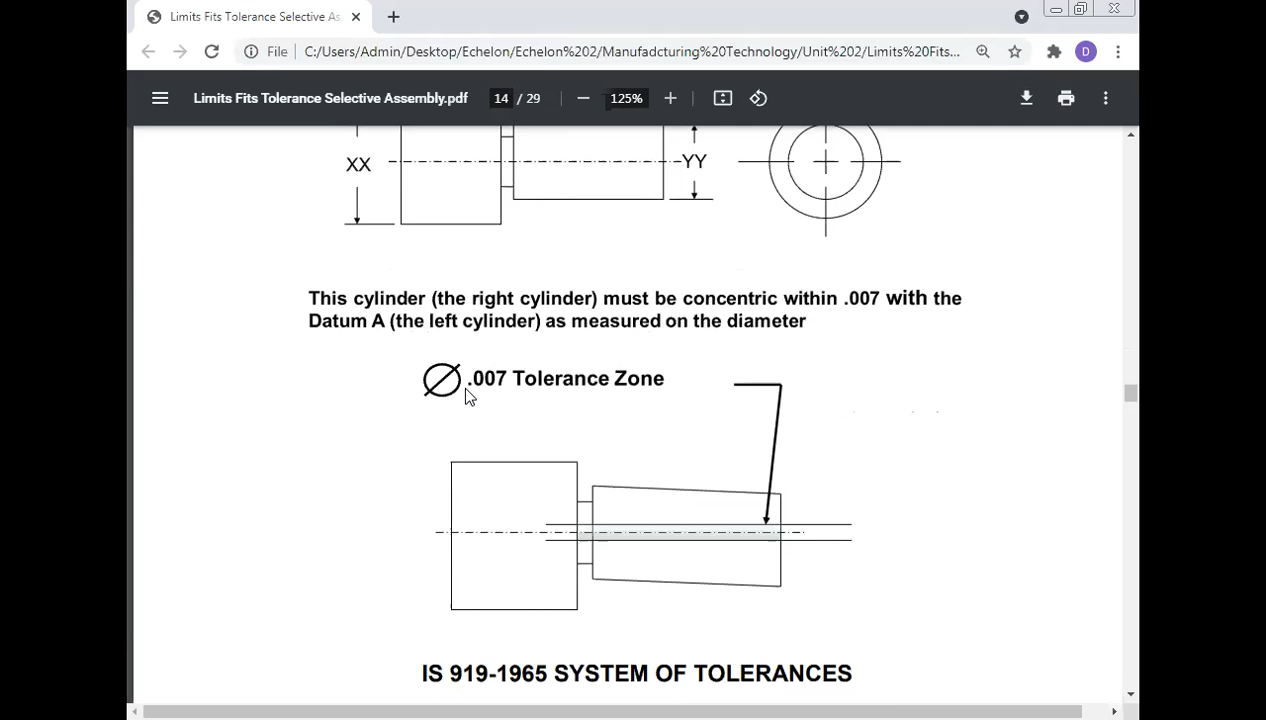 Limits Fits Tolerance Selective As
File C:/Users/Admin/Desktop/Echelon/Echelon%202/Manufadcturing%20Technology/Unit%202/Limits%20Fits... D
Limits Fits Tolerance Selective Assembly.pdf 14 / 29 125%
XX YY
This cylinder (the right cylinder) must be concentric within .007 with the
Datum A (the left cylinder) as measured on the diameter
.007 Tolerance Zone
IS 919-1965 SYSTEM OF TOLERANCES